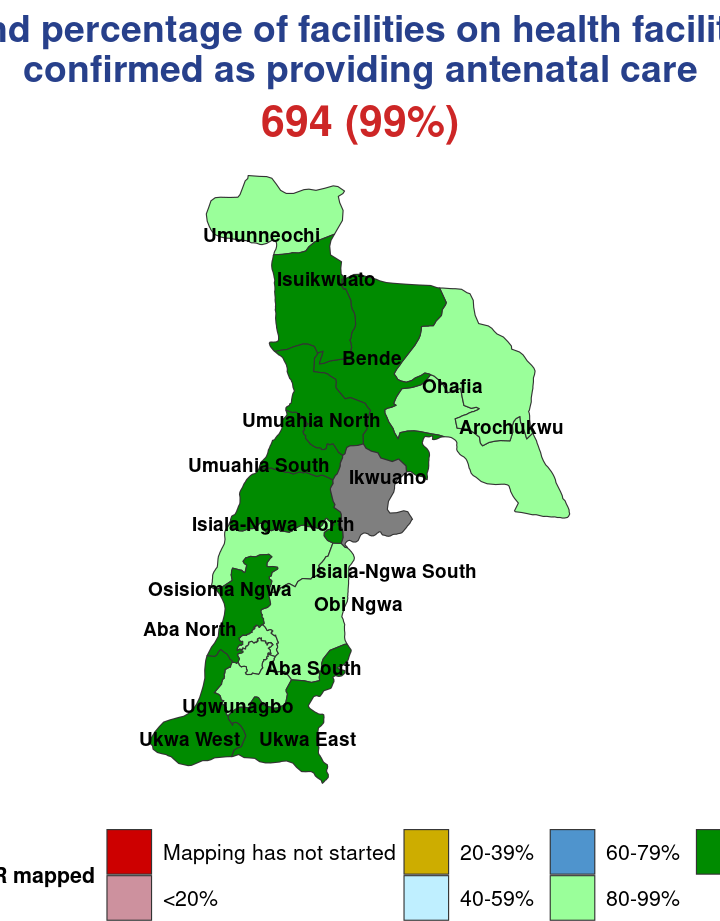 nd percentage of facilities on health facilit
confirmed as providing antenatal care
694 (99%)
Umunneochi
Isuikwuato
Bende
Ohafia
Umuahia North
Arochukwu
Umuahia South
Ikwuano
Isiala-Ngwa North
Isiala-Ngwa South
Osisioma Ngwa
Obi Ngwa
Aba North
Aba South
Ugwunagbo
Ukwa West
Ukwa East
R mapped
Mapping has not started
20-39%
60-79%
<20%
40-59%
80-99%